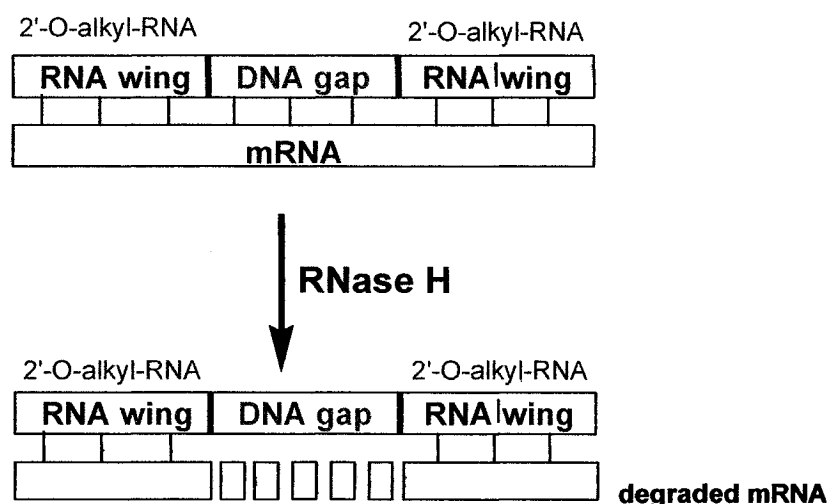 2'-O-alkyl-RNA 2'-O-alkyl-RNA
RNA wing DNA gap RNA wing
mRNA
RNase H
2'-O-alkyl-RNA 2'-O-alkyl-RNA
RNA wing DNA gap RNA wing
degraded mRNA